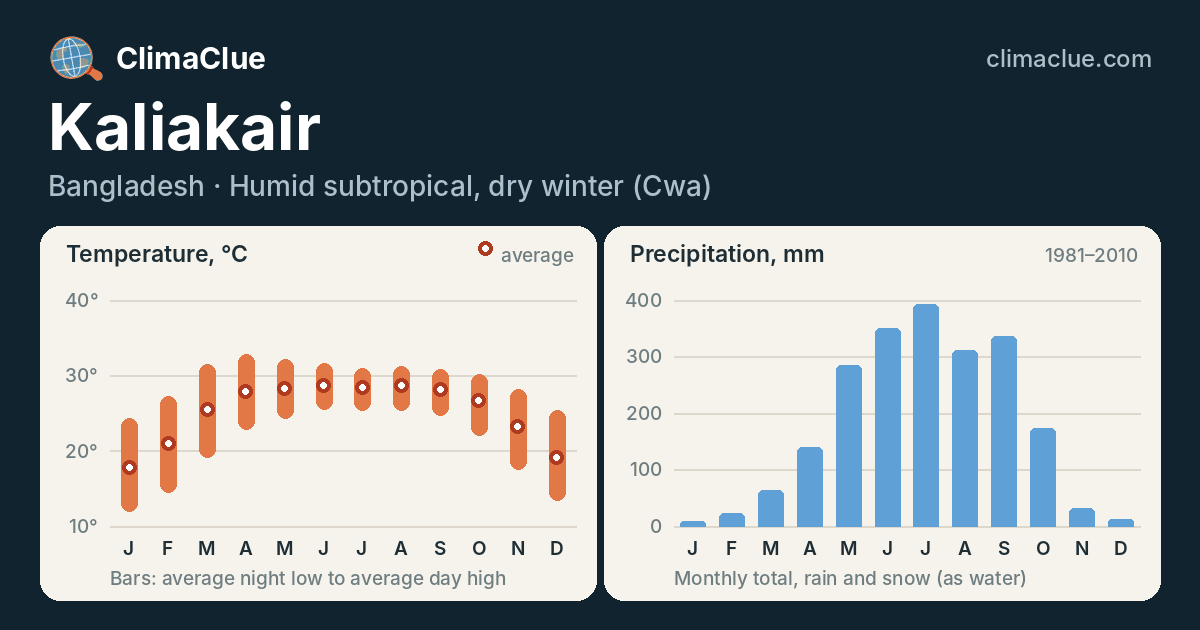 ClimaClue
climaclue.com
Kaliakair
Bangladesh · Humid subtropical, dry winter (Cwa)
Temperature, °C
average
40°
30°
20°
10°
J F M A M J J A S O N D
Bars: average night low to average day high
Precipitation, mm
1981–2010
400
300
200
100
0
J F M A M J J A S O N D
Monthly total, rain and snow (as water)